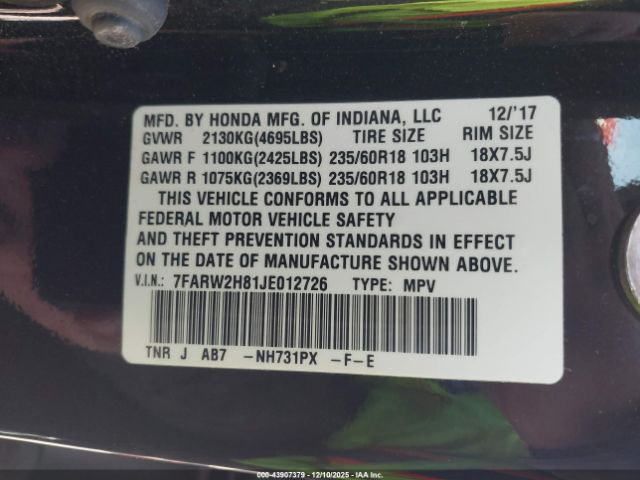 MFD. BY HONDA MFG. OF INDIANA, LLC 12/'17
GVWR 2130KG(4695LBS) TIRE SIZE RIM SIZE
GAWR F 1100KG(2425LBS) 235/60R18 103H 18X7.5J
GAWR R 1075KG(2369LBS) 235/60R18 103H 18X7.5J
THIS VEHICLE CONFORMS TO ALL APPLICABLE
FEDERAL MOTOR VEHICLE SAFETY
AND THEFT PREVENTION STANDARDS IN EFFECT
ON THE DATE OF MANUFACTURE SHOWN ABOVE.
V.I.N.: 7FARW2H81JE012726 TYPE: MPV
TNR J AB7 -NH731PX -F-E
000-43907379 - 12/10/2025 - IAA, Inc.